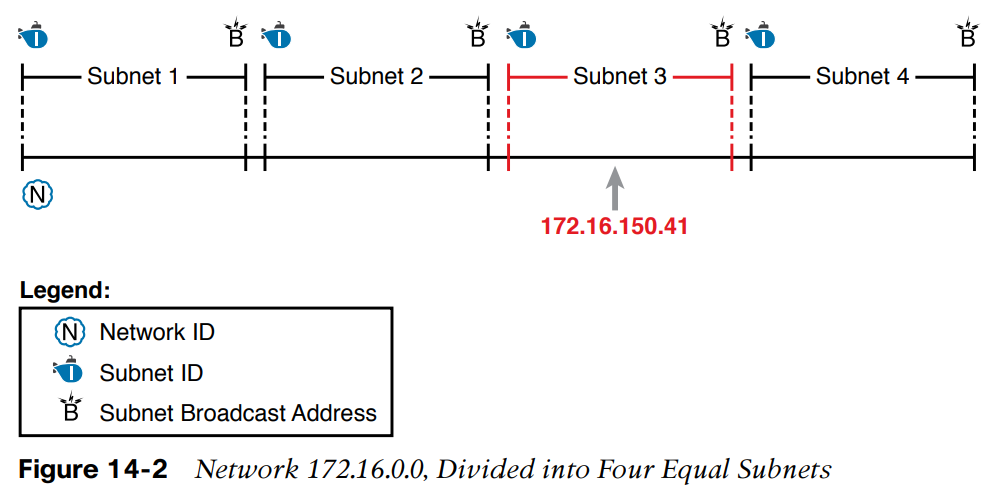 I B I B I B I B
Subnet 1 Subnet 2 Subnet 3 Subnet 4
N
172.16.150.41
Legend:
N Network ID
I Subnet ID
B Subnet Broadcast Address
Figure 14-2 Network 172.16.0.0, Divided into Four Equal Subnets